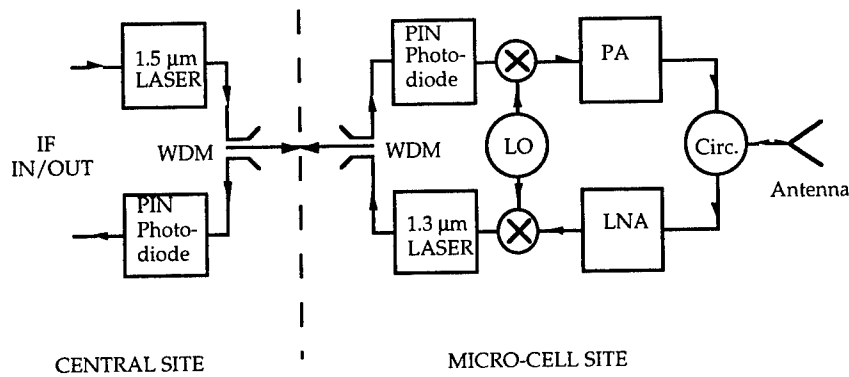 1.5 μm
LASER
IF
IN/OUT
WDM
PIN
Photo-
diode
CENTRAL SITE
PIN
Photo-
diode
PA
WDM
LO
Circ.
Antenna
1.3 μm
LASER
LNA
MICRO-CELL SITE